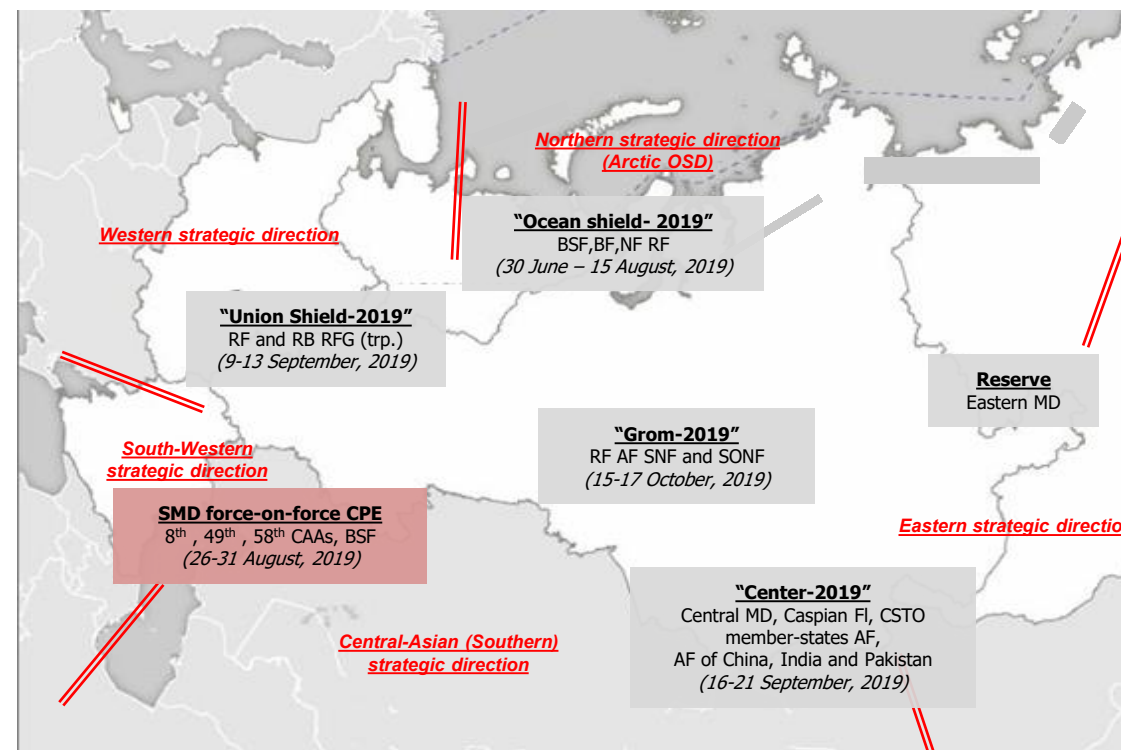 Northern strategic direction
(Arctic OSD)
"Ocean shield- 2019"
BSF,BF,NF RF
(30 June – 15 August, 2019)
Western strategic direction
"Union Shield-2019"
RF and RB RFG (trp.)
(9-13 September, 2019)
Reserve
Eastern MD
"Grom-2019"
RF AF SNF and SONF
(15-17 October, 2019)
South-Western
strategic direction
SMD force-on-force CPE
8th , 49th , 58th CAAs, BSF
(26-31 August, 2019)
Eastern strategic directio
"Center-2019"
Central MD, Caspian Fl, CSTO
member-states AF,
AF of China, India and Pakistan
(16-21 September, 2019)
Central-Asian (Southern)
strategic direction